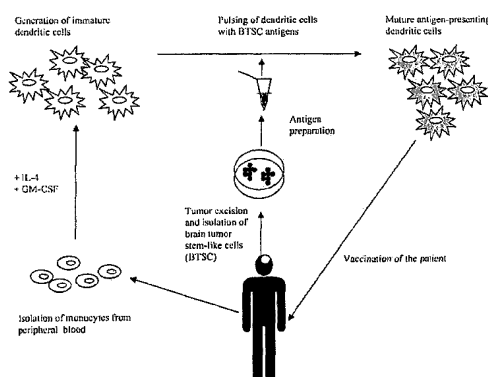 Generation of immature
dendritic cells
Pulsing of dendritic cells
with BTSC antigens
Mature antigen-presenting
dendritic cells
Antigen
preparation
+ IL-4
+ GM-CSF
Tumor excision
and isolation of
brain tumor
stem-like cells
(BTSC)
Vaccination of the patient
Isolation of monocytes from
peripheral blood